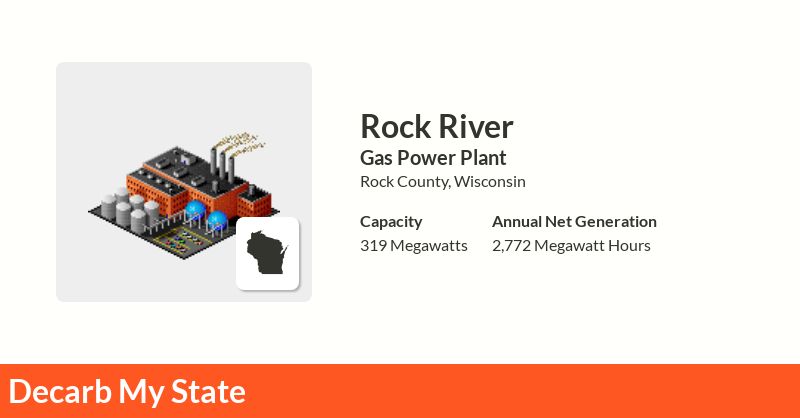 Rock River
Gas Power Plant
Rock County, Wisconsin
Capacity
319 Megawatts
Annual Net Generation
2,772 Megawatt Hours
Decarb My State